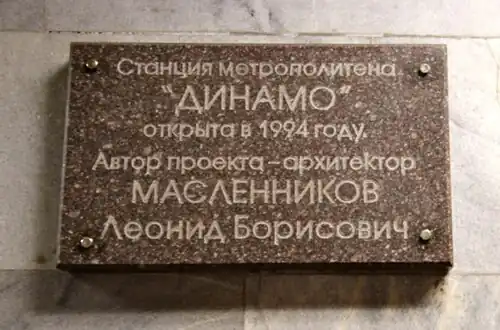 Станция метрополитена
"ДИНАМО"
открыта в 1994 году.
Автор проекта – архитектор
МАСЛЕННИКОВ
Леонид Борисович